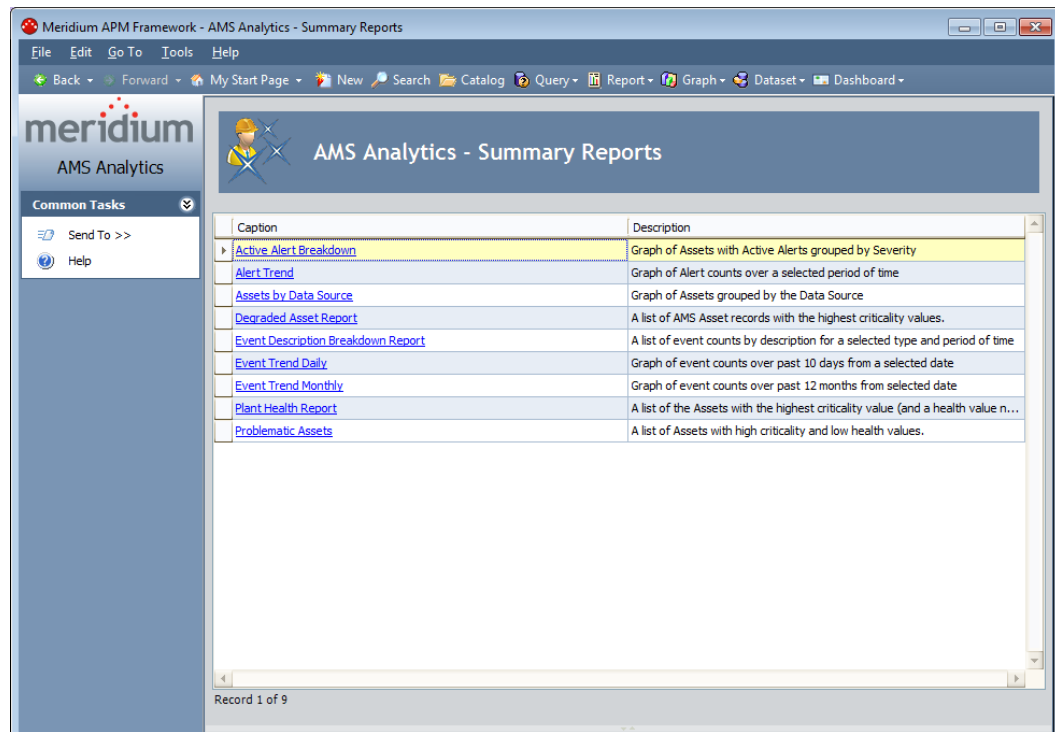 Meridium APM Framework - AMS Analytics - Summary Reports
File Edit Go To Tools Help
Back Forward My Start Page New Search Catalog Query Report Graph Dataset Dashboard
meridium
AMS Analytics
AMS Analytics - Summary Reports
Common Tasks
Send To >>
Help
Caption Description
Active Alert Breakdown Graph of Assets with Active Alerts grouped by Severity
Alert Trend Graph of Alert counts over a selected period of time
Assets by Data Source Graph of Assets grouped by the Data Source
Degraded Asset Report A list of AMS Asset records with the highest criticality values.
Event Description Breakdown Report A list of event counts by description for a selected type and period of time
Event Trend Daily Graph of event counts over past 10 days from a selected date
Event Trend Monthly Graph of event counts over past 12 months from selected date
Plant Health Report A list of the Assets with the highest criticality value (and a health value n...
Problematic Assets A list of Assets with high criticality and low health values.
Record 1 of 9